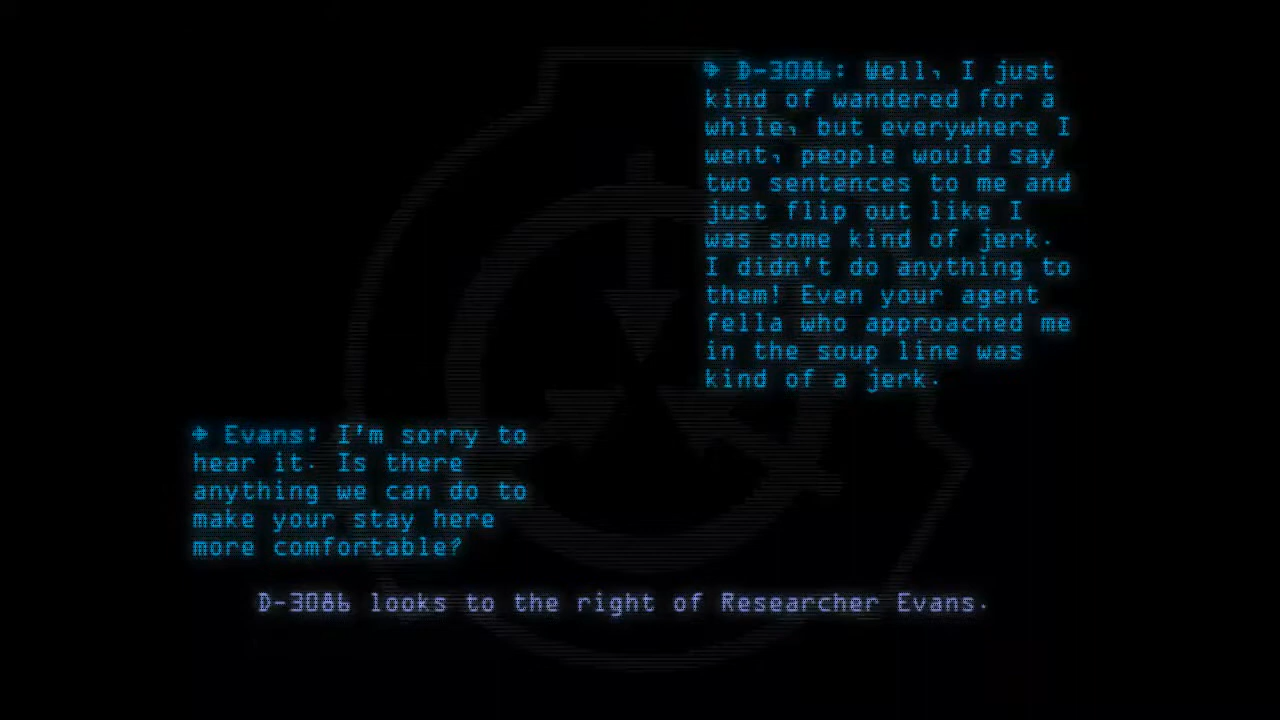 → D-3086: Well, I just
kind of wandered for a
while, but everywhere I
went, people would say
two sentences to me and
just flip out like I
was some kind of jerk.
I didn't do anything to
them! Even your agent
fella who approached me
in the soup line was
kind of a jerk.
→ Evans: I'm sorry to
hear it. Is there
anything we can do to
make your stay here
more comfortable?
D-3086 looks to the right of Researcher Evans.